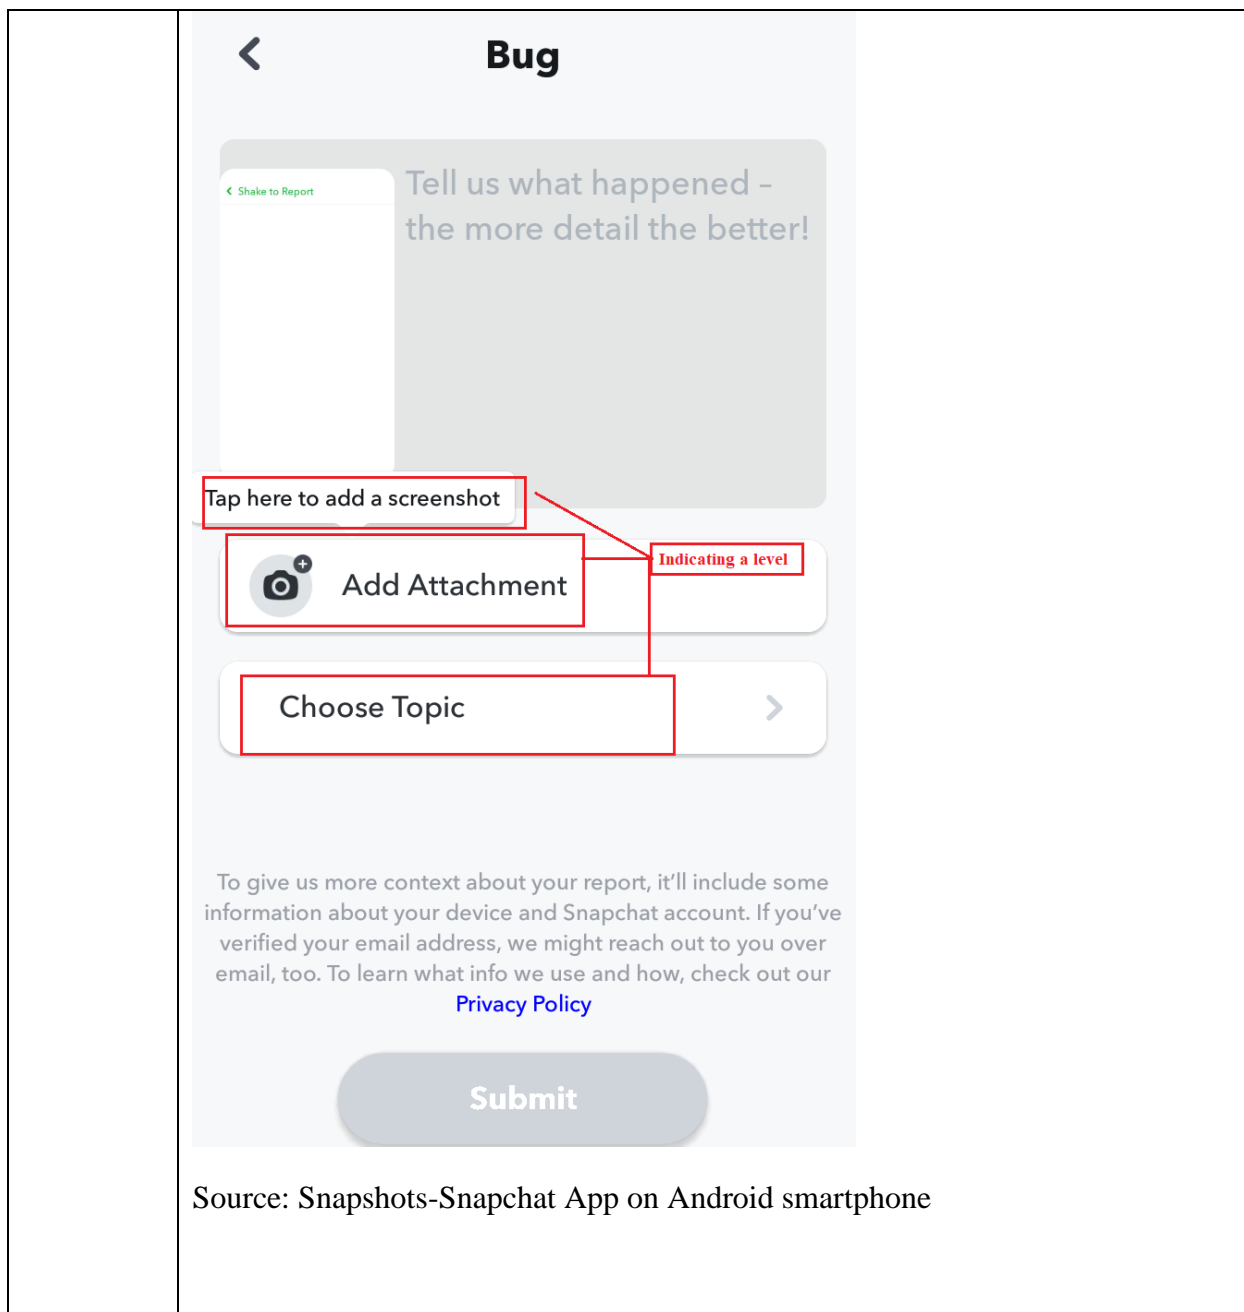 Bug
Shake to Report
Tell us what happened –
the more detail the better!
Tap here to add a screenshot
Indicating a level
Add Attachment
Choose Topic
To give us more context about your report, it’ll include some
information about your device and Snapchat account. If you’ve
verified your email address, we might reach out to you over
email, too. To learn what info we use and how, check out our
Privacy Policy
Submit
Source: Snapshots-Snapchat App on Android smartphone